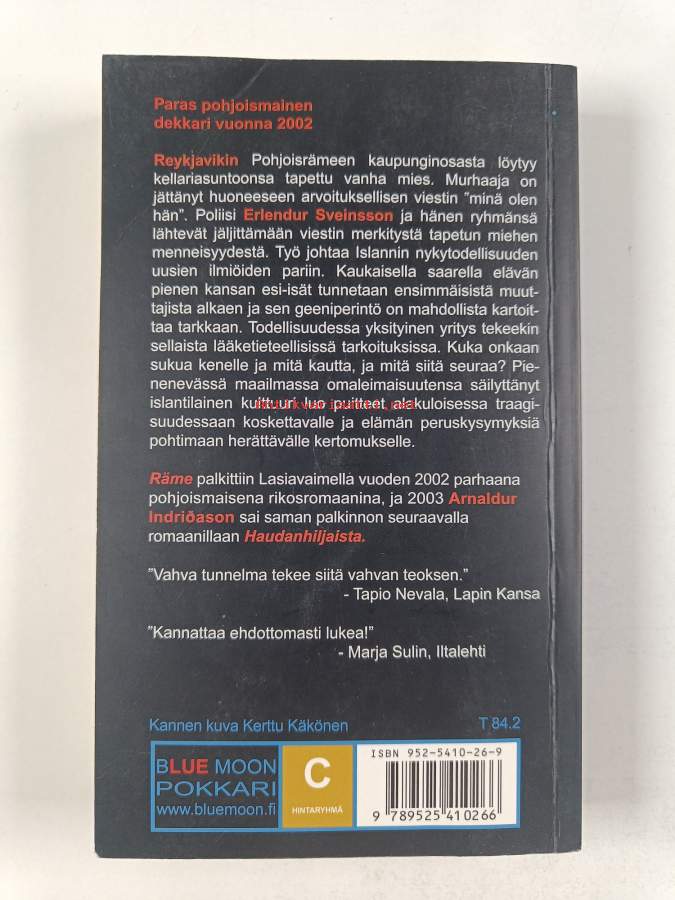 Paras pohjoismainen
dekkari vuonna 2002
Reykjavikin Pohjoisrämeen kaupunginosasta löytyy
kellariasuntoonsa tapettu vanha mies. Murhaaja on
jättänyt huoneeseen arvoituksellisen viestin ”minä olen
hän”. Poliisi Erlendur Sveinsson ja hänen ryhmänsä
lähtevät jäljittämään viestin merkitystä tapetun miehen
menneisyydestä. Työ johtaa Islannin nykytodellisuuden
uusien ilmiöiden pariin. Kaukaisella saarella elävän
pienen kansan esi-isät tunnetaan ensimmäisistä muut-
tajista alkaen ja sen geeniperintö on mahdollista kartoit-
taa tarkkaan. Todellisuudessa yksityinen yritys tekeekin
sellaista lääketieteellisissä tarkoituksissa. Kuka onkaan
sukua kenelle ja mitä kautta, ja mitä siitä seuraa? Pie-
nenevässä maailmassa omaleimaisuutensa säilyttänyt
islantilainen kulttuuri luo puitteet alakuloisessa traagi-
suudessaan koskettavalle ja elämän peruskysymyksiä
pohtimaan herättävälle kertomukselle.
Räme palkittiin Lasiavaimella vuoden 2002 parhaana
pohjoismaisena rikosromaanina, ja 2003 Arnaldur
Indriðason sai saman palkinnon seuraavalla
romaanillaan Haudanhiljaista.
”Vahva tunnelma tekee siitä vahvan teoksen.”
- Tapio Nevala, Lapin Kansa
”Kannattaa ehdottomasti lukea!”
- Marja Sulin, Iltalehti
Kannen kuva Kerttu Käkönen
T 84.2
BLUE MOON
POKKARI
www.bluemoon.fi
C
HINTARYHMÄ
ISBN 952-5410-26-9
9 789525 410266